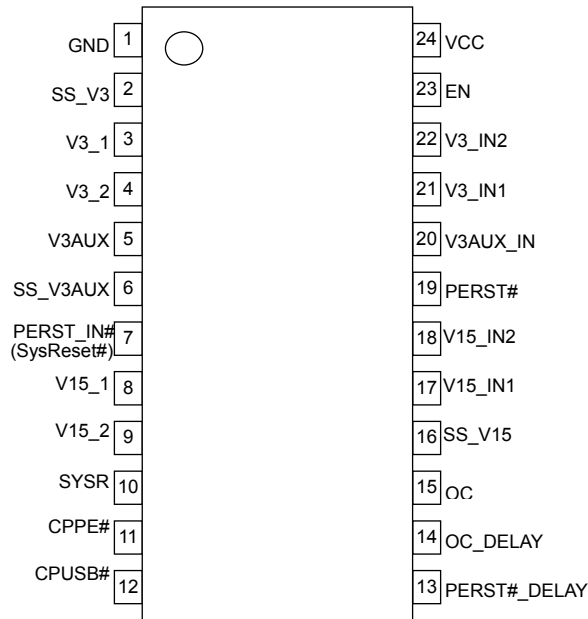 GND 1
SS_V3 2
V3_1 3
V3_2 4
V3AUX 5
SS_V3AUX 6
PERST_IN#
(SysReset#) 7
V15_1 8
V15_2 9
SYSR 10
CPPE# 11
CPUSB# 12
24 VCC
23 EN
22 V3_IN2
21 V3_IN1
20 V3AUX_IN
19 PERST#
18 V15_IN2
17 V15_IN1
16 SS_V15
15 OC
14 OC_DELAY
13 PERST#_DELAY